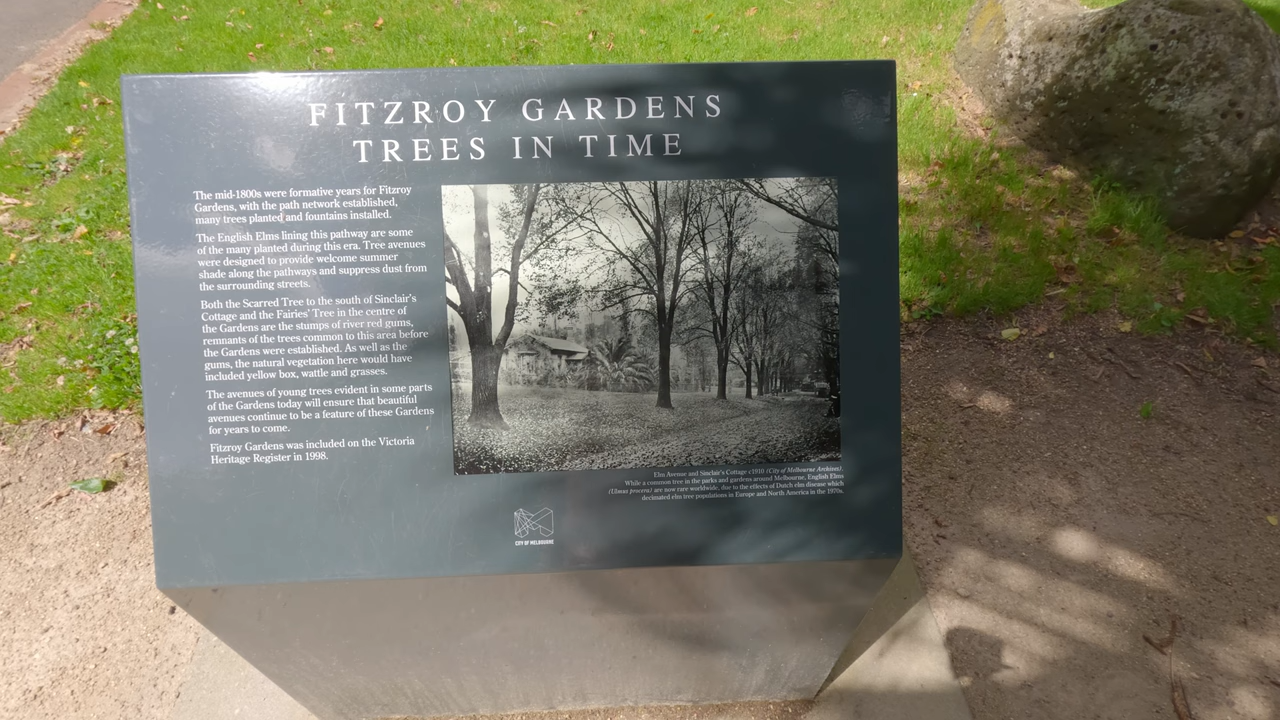 FITZROY GARDENS
TREES IN TIME
The mid-1800s were formative years for Fitzroy
Gardens, with the path network established,
many trees planted and fountains installed.
The English Elms lining this pathway are some
of the many planted during this era. Tree avenues
were designed to provide welcome summer
shade along the pathways and suppress dust from
the surrounding streets.
Both the Scarred Tree to the south of Sinclair's
Cottage and the Fairies' Tree in the centre of
the Gardens are the stumps of river red gums,
remnants of the trees common to this area before
the Gardens were established. As well as the
gums, the natural vegetation here would have
included yellow box, wattle and grasses.
The avenues of young trees evident in some parts
of the Gardens today will ensure that beautiful
avenues continue to be a feature of these Gardens
for years to come.
Fitzroy Gardens was included on the Victoria
Heritage Register in 1998.
Elm Avenue and Sinclair's Cottage c1910 (City of Melbourne Archives).
While a common tree in the parks and gardens around Melbourne, English Elms
(Ulmus procera) are now rare worldwide, due to the effects of Dutch elm disease which
decimated elm tree populations in Europe and North America in the 1970s.
CITY OF MELBOURNE